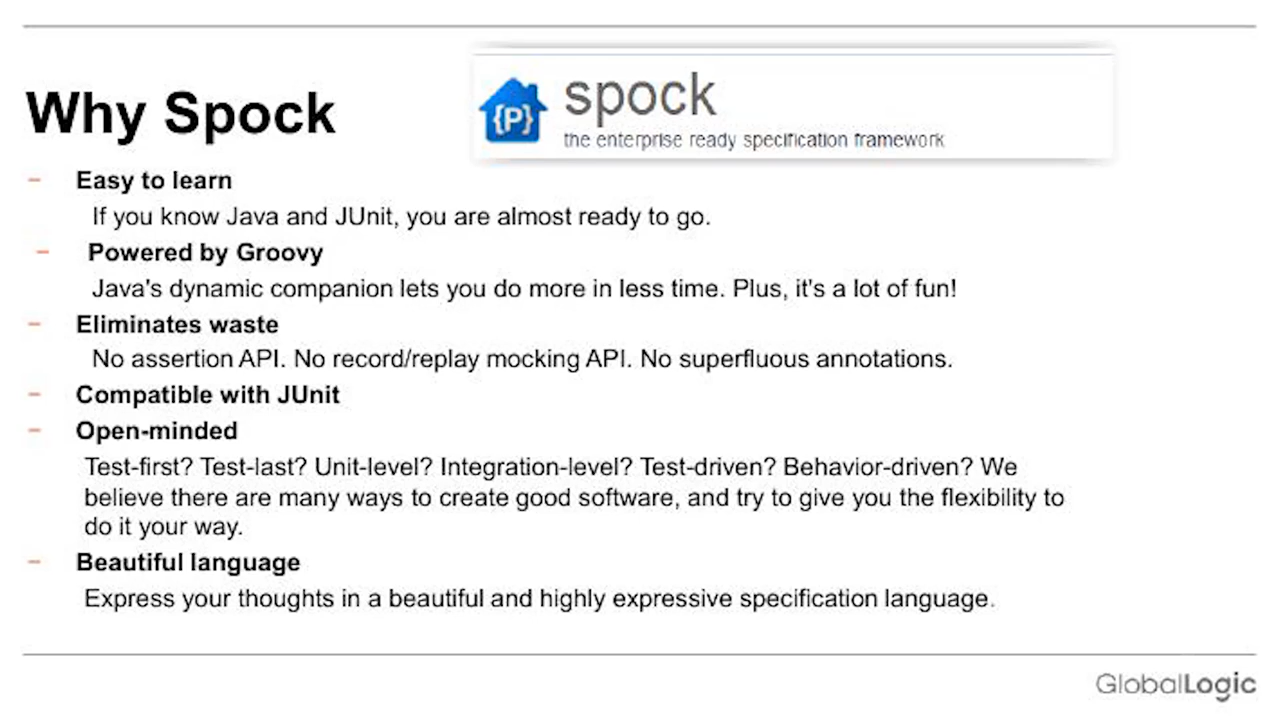 Why Spock
{P}
spock
the enterprise ready specification framework
– Easy to learn
If you know Java and JUnit, you are almost ready to go.
– Powered by Groovy
Java's dynamic companion lets you do more in less time. Plus, it's a lot of fun!
– Eliminates waste
No assertion API. No record/replay mocking API. No superfluous annotations.
– Compatible with JUnit
– Open-minded
Test-first? Test-last? Unit-level? Integration-level? Test-driven? Behavior-driven? We
believe there are many ways to create good software, and try to give you the flexibility to
do it your way.
– Beautiful language
Express your thoughts in a beautiful and highly expressive specification language.
GlobalLogic